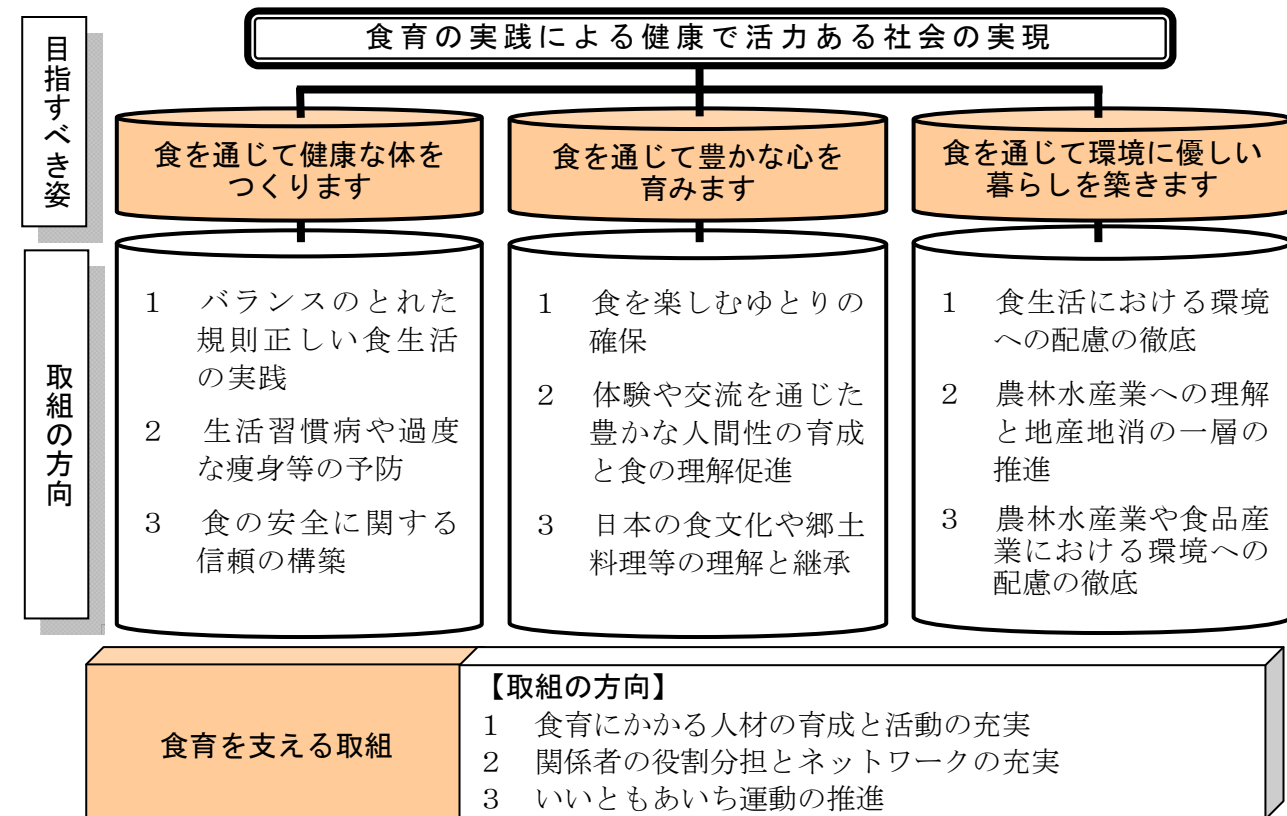 目指すべき姿
食育の実践による健康で活力ある社会の実現
食を通じて健康な体を
つくります
食を通じて豊かな心を
育みます
食を通じて環境に優しい
暮らしを築きます
取組の方向
1 バランスのとれた
規則正しい食生活
の実践
2 生活習慣病や過度
な痩身等の予防
3 食の安全に関する
信頼の構築
1 食を楽しむゆとりの
確保
2 体験や交流を通じた
豊かな人間性の育成
と食の理解促進
3 日本の食文化や郷土
料理等の理解と継承
1 食生活における環境
への配慮の徹底
2 農林水産業への理解
と地産地消の一層の
推進
3 農林水産業や食品産
業における環境への
配慮の徹底
食育を支える取組
【取組の方向】
1 食育にかかる人材の育成と活動の充実
2 関係者の役割分担とネットワークの充実
3 いいともあいち運動の推進